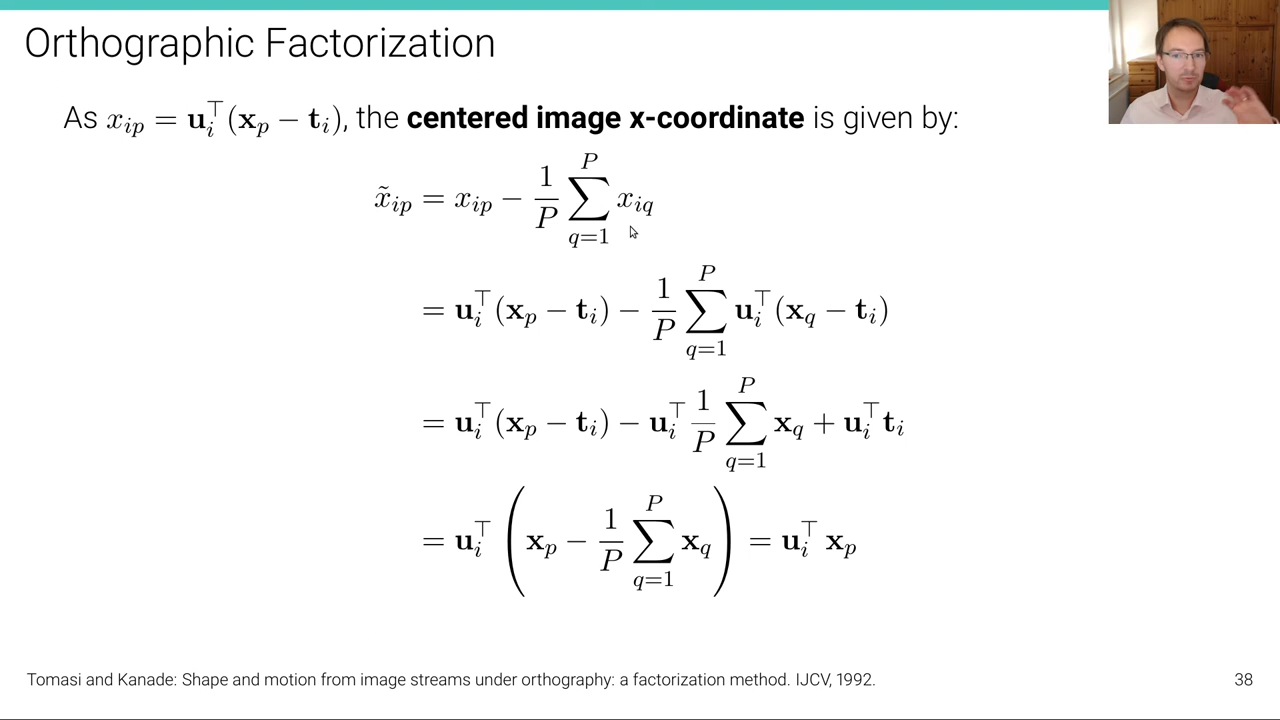 Orthographic Factorization
As $x_{ip} = \mathbf{u}_i^\top(\mathbf{x}_p - \mathbf{t}_i)$, the centered image x-coordinate is given by:
$\tilde{x}_{ip} = x_{ip} - \frac{1}{P}\sum_{q=1}^{P} x_{iq}$
$= \mathbf{u}_i^\top(\mathbf{x}_p - \mathbf{t}_i) - \frac{1}{P}\sum_{q=1}^{P} \mathbf{u}_i^\top(\mathbf{x}_q - \mathbf{t}_i)$
$= \mathbf{u}_i^\top(\mathbf{x}_p - \mathbf{t}_i) - \mathbf{u}_i^\top \frac{1}{P}\sum_{q=1}^{P} \mathbf{x}_q + \mathbf{u}_i^\top \mathbf{t}_i$
$= \mathbf{u}_i^\top \left( \mathbf{x}_p - \frac{1}{P}\sum_{q=1}^{P} \mathbf{x}_q \right) = \mathbf{u}_i^\top \mathbf{x}_p$
Tomasi and Kanade: Shape and motion from image streams under orthography: a factorization method. IJCV, 1992. 38